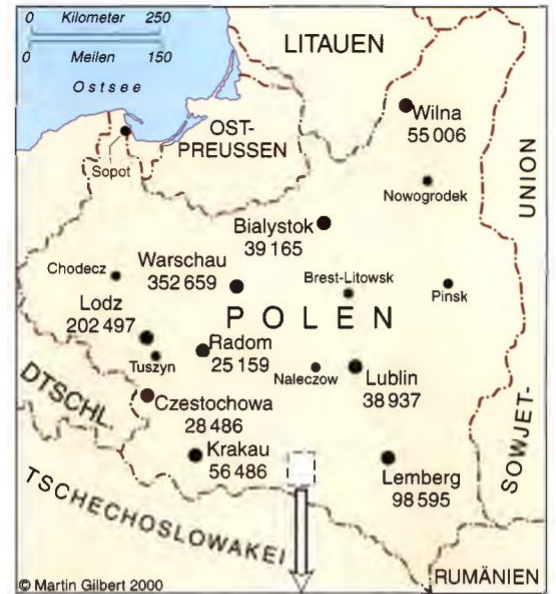 0 Kilometer 250
0 Meilen 150
Ostsee
LITAUEN
Wilna
55 006
OST-
PREUSSEN
Sopot
UNION
Nowogrodek
Bialystok
39 165
Chodecz
Warschau
352 659
Brest-Litowsk
Pinsk
Lodz
202 497
POLEN
Tuszyn
Radom
25 159
Naleczow
Lublin
38 937
DTSCHL.
Czestochowa
28 486
SOWJET-
Krakau
56 486
Lemberg
98 595
TSCHECHOSLOWAKEI
RUMÄNIEN
© Martin Gilbert 2000